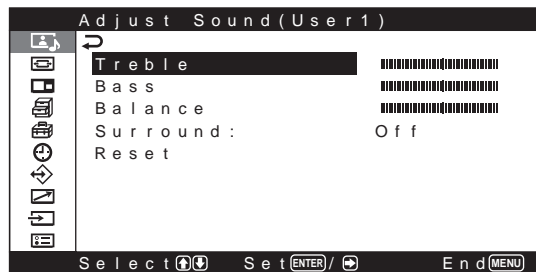 Adjust Sound(User1)
Treble
Bass
Balance
Surround: Off
Reset
Select Set ENTER / End MENU